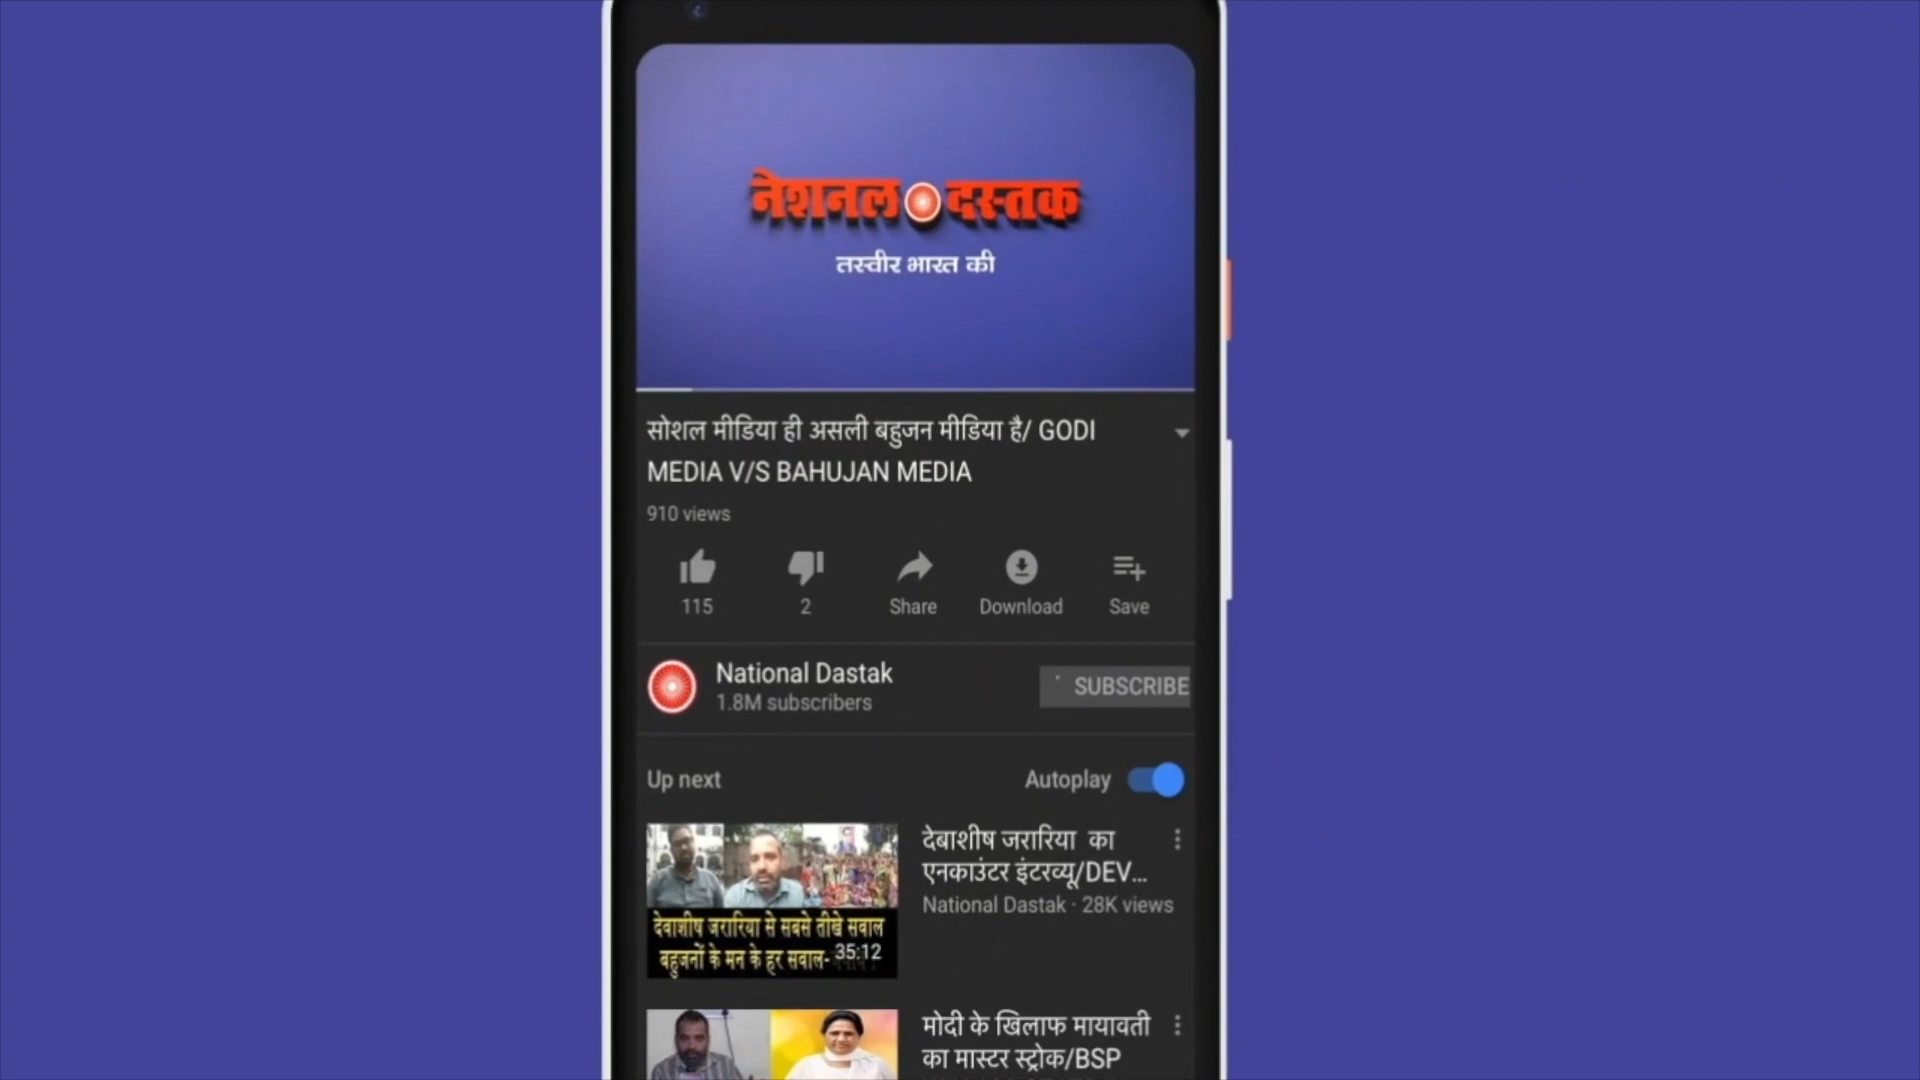 नेशनल दस्तक
तस्वीर भारत की
सोशल मीडिया ही असली बहुजन मीडिया है/ GODI
MEDIA V/S BAHUJAN MEDIA
910 views
115
2
Share
Download
Save
National Dastak
1.8M subscribers
SUBSCRIBE
Up next
Autoplay
देबाशीष जरारिया का
एनकाउंटर इंटरव्यू/DEV...
National Dastak · 28K views
देवाशीष जरारिया से सबसे तीखे सवाल
बहुजनों के मन के हर सवाल-
35:12
मोदी के खिलाफ मायावती
का मास्टर स्ट्रोक/BSP